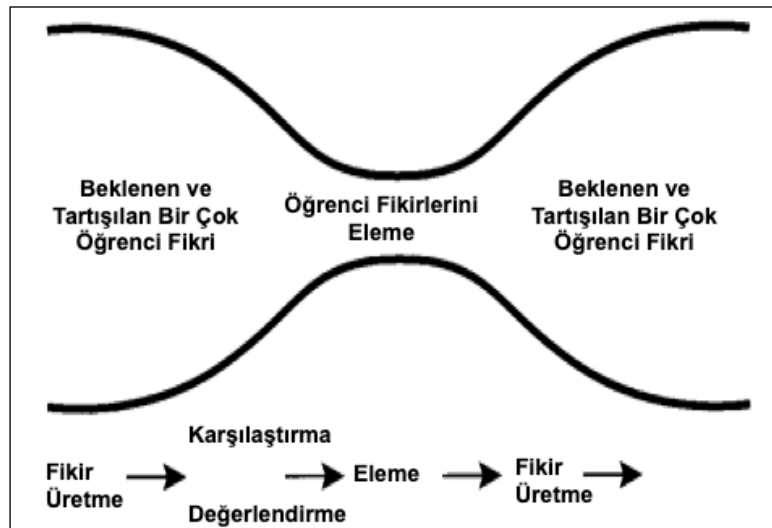 Beklenen ve
Tartışılan Bir Çok
Öğrenci Fikri
Öğrenci Fikirlerini
Eleme
Beklenen ve
Tartışılan Bir Çok
Öğrenci Fikri
Fikir
Üretme
Karşılaştırma
Değerlendirme
Eleme
Fikir
Üretme